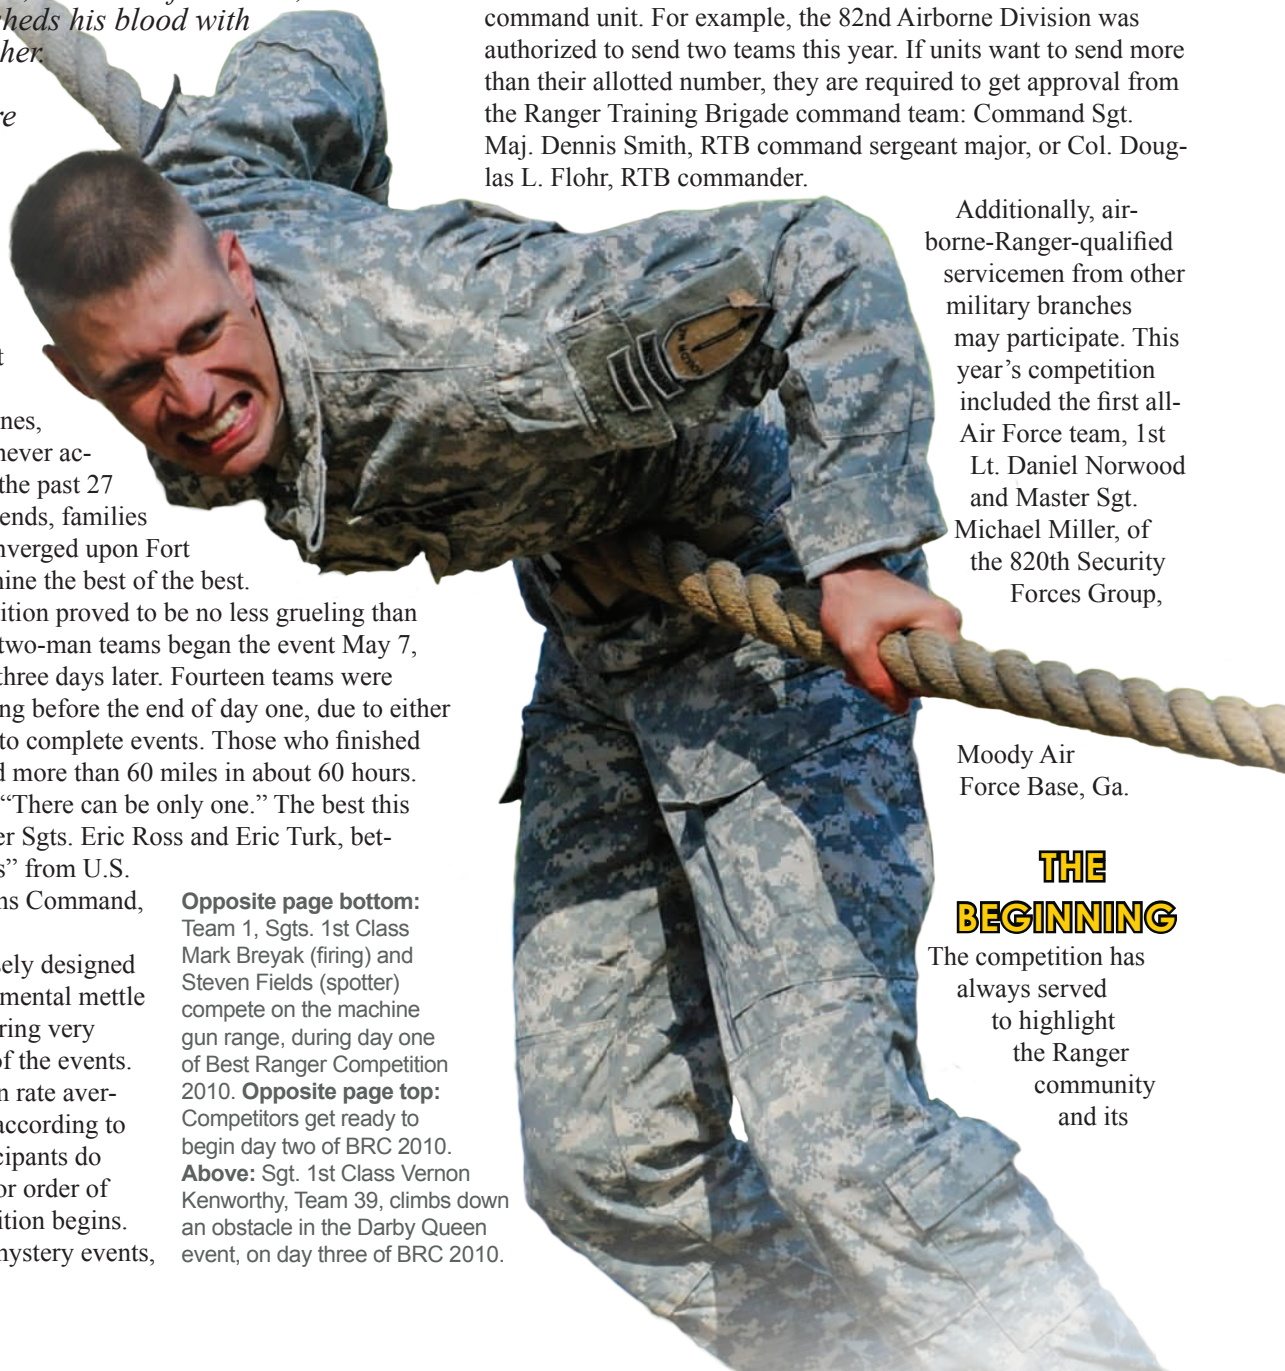 sheds his blood with
her.
re
t
nes,
never ac-
the past 27
ends, families
nverged upon Fort
nine the best of the best.
ition proved to be no less grueling than
two-man teams began the event May 7,
three days later. Fourteen teams were
ng before the end of day one, due to either
to complete events. Those who finished
d more than 60 miles in about 60 hours.
“There can be only one.” The best this
er Sgts. Eric Ross and Eric Turk, bet-
s” from U.S.
ns Command,
sely designed
mental mettle
ring very
of the events.
n rate aver-
according to
cipants do
or order of
ition begins.
mystery events,
Opposite page bottom:
Team 1, Sgts. 1st Class
Mark Breyak (firing) and
Steven Fields (spotter)
compete on the machine
gun range, during day one
of Best Ranger Competition
2010. Opposite page top:
Competitors get ready to
begin day two of BRC 2010.
Above: Sgt. 1st Class Vernon
Kenworthy, Team 39, climbs down
an obstacle in the Darby Queen
event, on day three of BRC 2010.
command unit. For example, the 82nd Airborne Division was
authorized to send two teams this year. If units want to send more
than their allotted number, they are required to get approval from
the Ranger Training Brigade command team: Command Sgt.
Maj. Dennis Smith, RTB command sergeant major, or Col. Doug-
las L. Flohr, RTB commander.
Additionally, air-
borne-Ranger-qualified
servicemen from other
military branches
may participate. This
year’s competition
included the first all-
Air Force team, 1st
Lt. Daniel Norwood
and Master Sgt.
Michael Miller, of
the 820th Security
Forces Group,
Moody Air
Force Base, Ga.
THE
BEGINNING
The competition has
always served
to highlight
the Ranger
community
and its